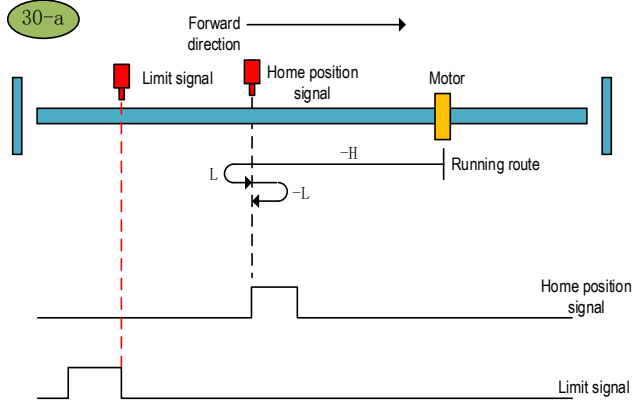 30-a
Forward
direction
Limit signal
Home position
signal
Motor
-H
Running route
L
-L
Home position
signal
Limit signal